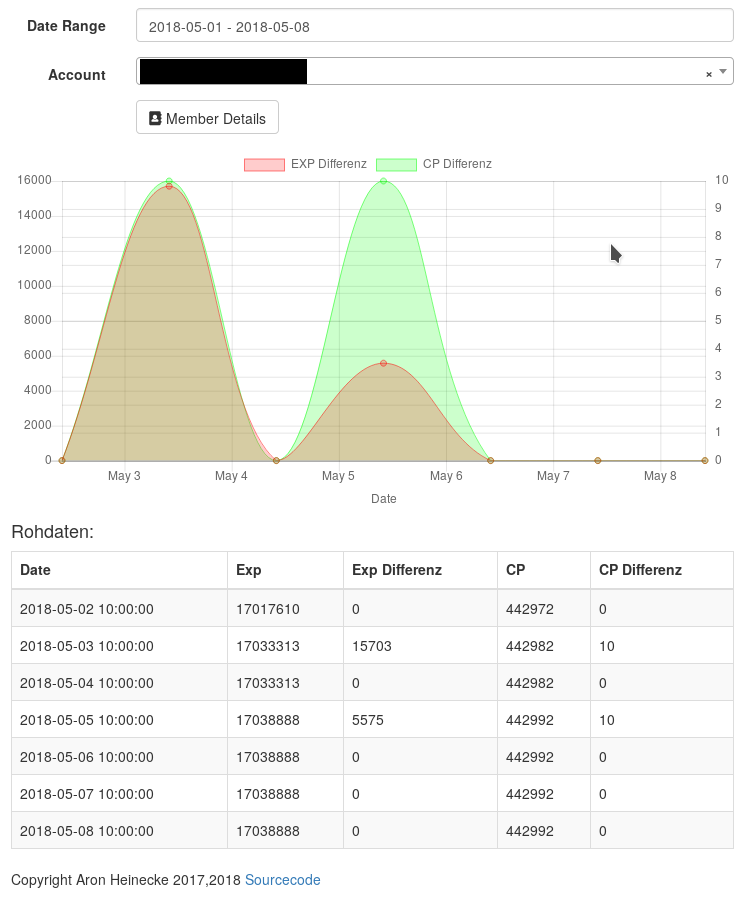 Date Range 2018-05-01 - 2018-05-08
Account × 
Member Details
EXP Differenz CP Differenz
16000 10
14000 9
12000 8
10000 7
8000 6
6000 5
4000 4
2000 3
0 2
1
0
May 3 May 4 May 5 May 6 May 7 May 8
Date
Rohdaten:
Date Exp Exp Differenz CP CP Differenz
2018-05-02 10:00:00 17017610 0 442972 0
2018-05-03 10:00:00 17033313 15703 442982 10
2018-05-04 10:00:00 17033313 0 442982 0
2018-05-05 10:00:00 17038888 5575 442992 10
2018-05-06 10:00:00 17038888 0 442992 0
2018-05-07 10:00:00 17038888 0 442992 0
2018-05-08 10:00:00 17038888 0 442992 0
Copyright Aron Heinecke 2017,2018 Sourcecode